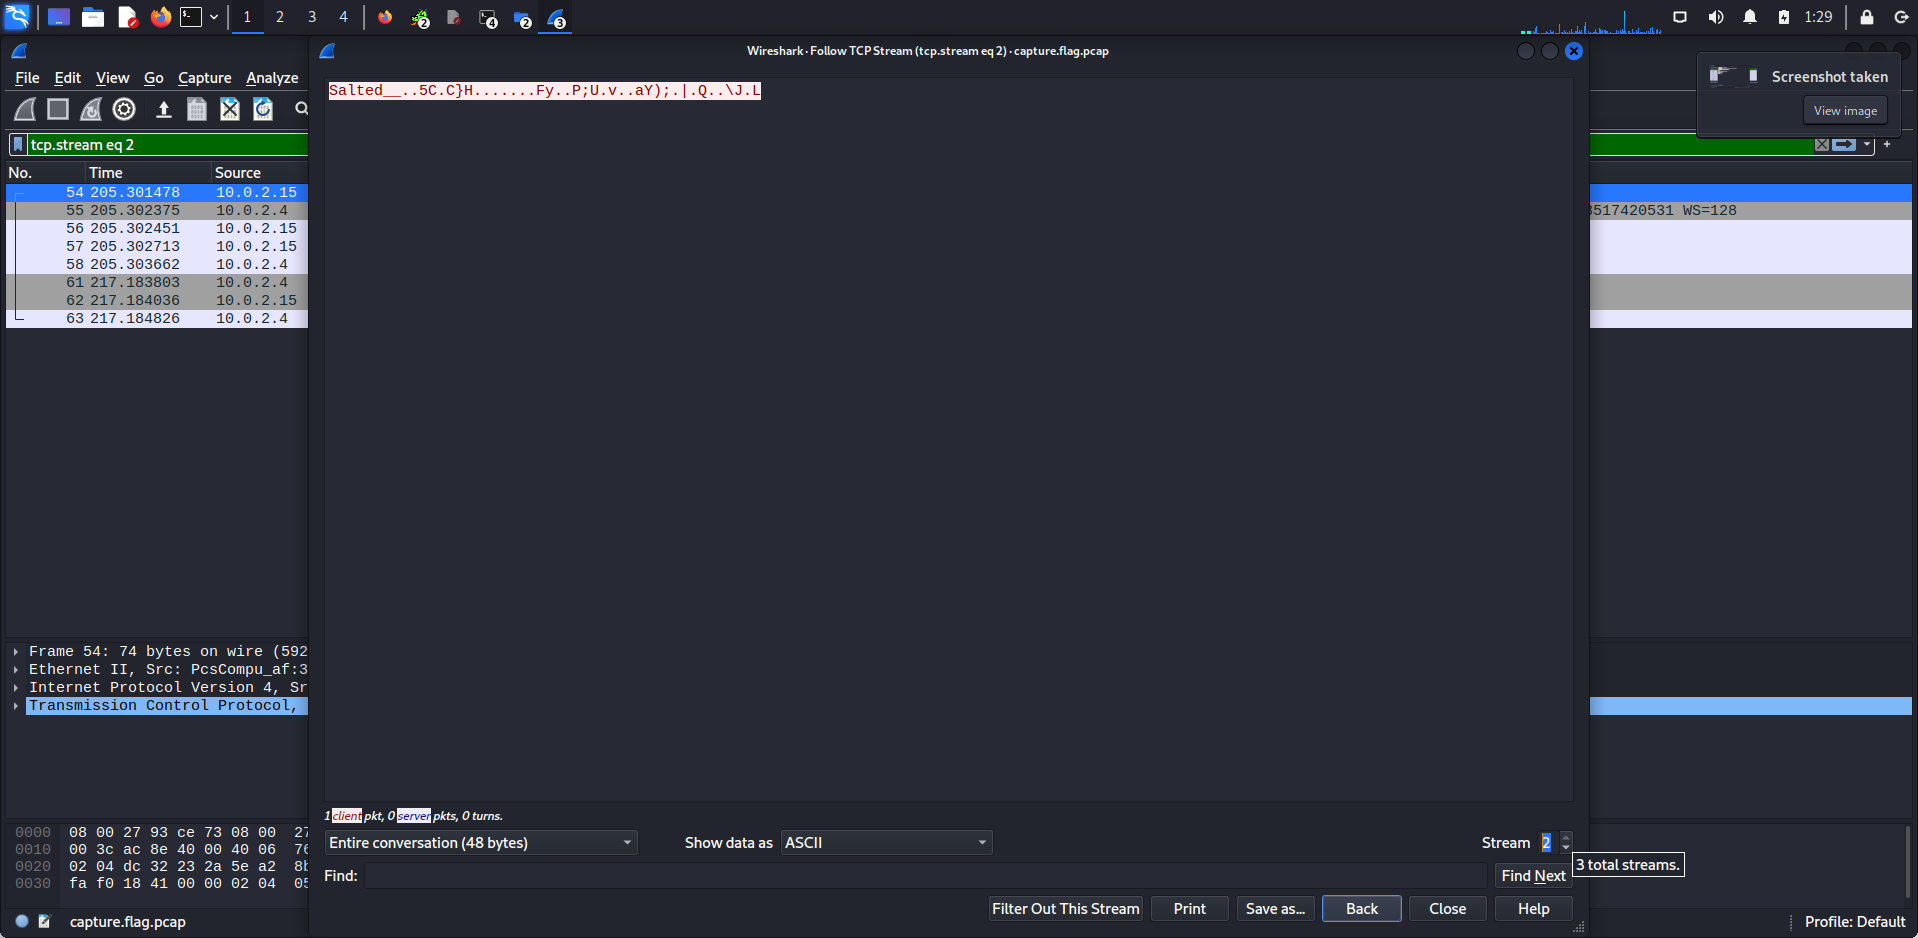 1 2 3 4 2 4 2 3 1:29
Wireshark · Follow TCP Stream (tcp.stream eq 2) · capture.flag.pcap
Screenshot taken
View image
File Edit View Go Capture Analyze
tcp.stream eq 2
+
No. Time Source
54 205.301478 10.0.2.15
55 205.302375 10.0.2.4
517420531 WS=128
56 205.302451 10.0.2.15
57 205.302713 10.0.2.15
58 205.303662 10.0.2.4
61 217.183803 10.0.2.4
62 217.184036 10.0.2.15
63 217.184826 10.0.2.4
Salted__..5C.C}H.......Fy..P;U.v..aY);.|.Q..\J.L
Frame 54: 74 bytes on wire (592
Ethernet II, Src: PcsCompu_af:3
Internet Protocol Version 4, Sr
Transmission Control Protocol,
0000 08 00 27 93 ce 73 08 00 27
0010 00 3c ac 8e 40 00 40 06 76
0020 02 04 dc 32 23 2a 5e a2 8b
0030 fa f0 18 41 00 00 02 04 05
1 client pkt, 0 server pkts, 0 turns.
Entire conversation (48 bytes) Show data as ASCII Stream 2
3 total streams.
Find: Find Next
Filter Out This Stream Print Save as... Back Close Help
capture.flag.pcap
Profile: Default